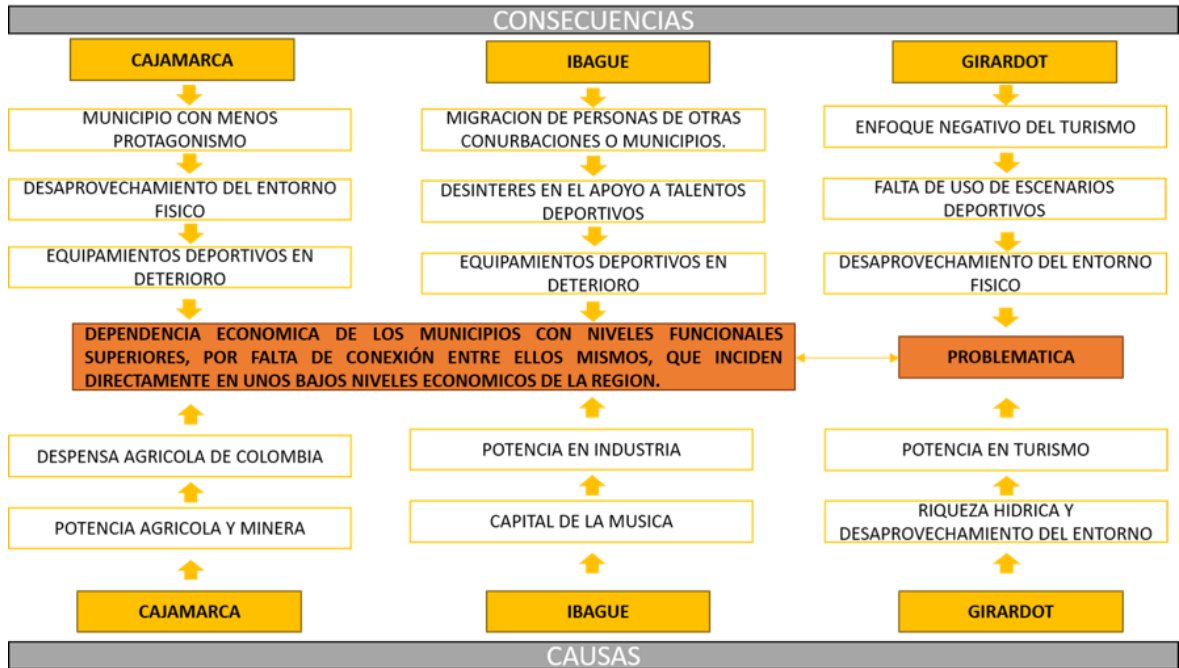 CONSECUENCIAS
CAJAMARCA
IBAGUE
GIRARDOT
MUNICIPIO CON MENOS
PROTAGONISMO
MIGRACION DE PERSONAS DE OTRAS
CONURBACIONES O MUNICIPIOS.
ENFOQUE NEGATIVO DEL TURISMO
DESAPROVECHAMIENTO DEL ENTORNO
FISICO
DESINTERES EN EL APOYO A TALENTOS
DEPORTIVOS
FALTA DE USO DE ESCENARIOS
DEPORTIVOS
EQUIPAMIENTOS DEPORTIVOS EN
DETERIORO
EQUIPAMIENTOS DEPORTIVOS EN
DETERIORO
DESAPROVECHAMIENTO DEL ENTORNO
FISICO
DEPENDENCIA ECONOMICA DE LOS MUNICIPIOS CON NIVELES FUNCIONALES
SUPERIORES, POR FALTA DE CONEXIÓN ENTRE ELLOS MISMOS, QUE INCIDEN
DIRECTAMENTE EN UNOS BAJOS NIVELES ECONOMICOS DE LA REGION.
PROBLEMATICA
DESPENSA AGRICOLA DE COLOMBIA
POTENCIA EN INDUSTRIA
POTENCIA EN TURISMO
POTENCIA AGRICOLA Y MINERA
CAPITAL DE LA MUSICA
RIQUEZA HIDRICA Y
DESAPROVECHAMIENTO DEL ENTORNO
CAJAMARCA
IBAGUE
GIRARDOT
CAUSAS